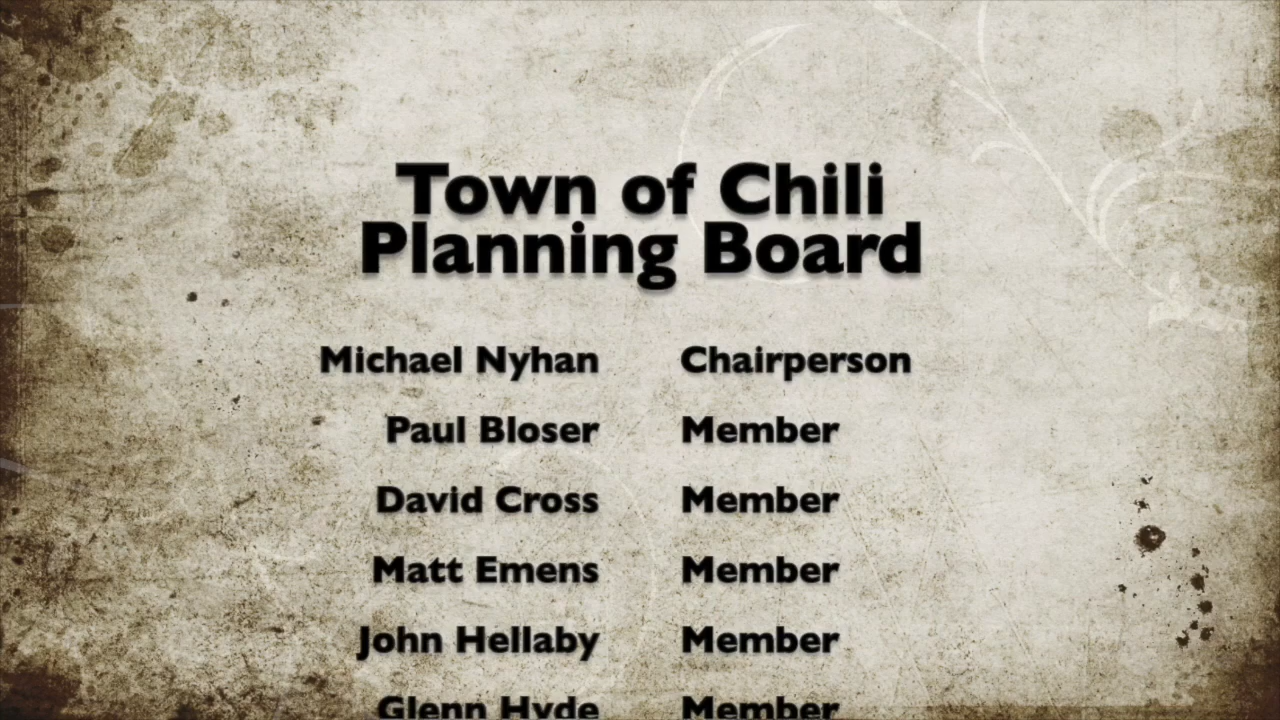 Town of Chili
Planning Board
Michael Nyhan Chairperson
Paul Bloser Member
David Cross Member
Matt Emens Member
John Hellaby Member
Glenn Hyde Member